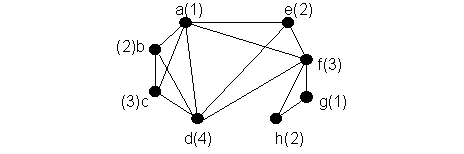 a(1)
e(2)
(2)b
f(3)
(3)c
g(1)
d(4)
h(2)